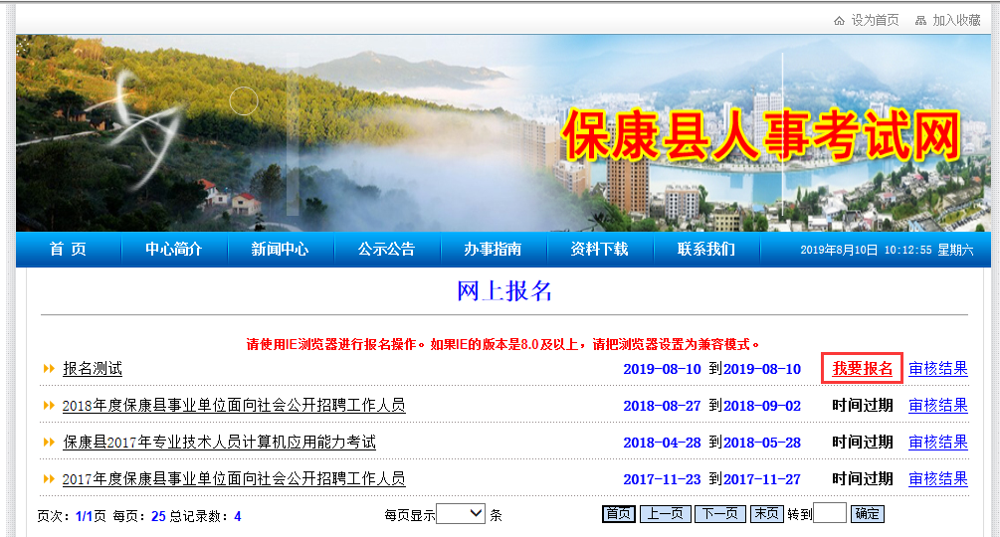 设为首页 加入收藏
保康县人事考试网
首 页 中心简介 新闻中心 公示公告 办事指南 资料下载 联系我们 2019年8月10日 10:12:55 星期六
网上报名
请使用IE浏览器进行报名操作。如果IE的版本是8.0及以上，请把浏览器设置为兼容模式。
报名测试 2019-08-10 到2019-08-10 我要报名 审核结果
2018年度保康县事业单位面向社会公开招聘工作人员 2018-08-27 到2018-09-02 时间过期 审核结果
保康县2017年专业技术人员计算机应用能力考试 2018-04-28 到2018-05-28 时间过期 审核结果
2017年度保康县事业单位面向社会公开招聘工作人员 2017-11-23 到2017-11-27 时间过期 审核结果
页次：1/1页 每页：25 总记录数：4 每页显示 条 首页 上一页 下一页 末页 转到 确定